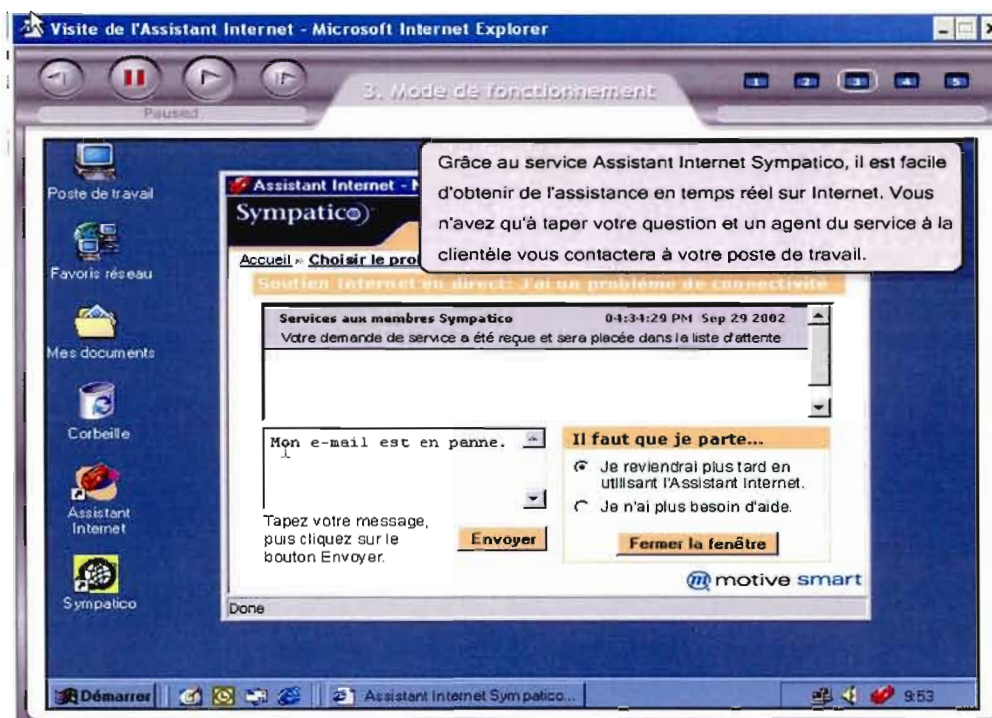 Visite de l'Assistant Internet - Microsoft Internet Explorer
3. Mode de fonctionnement
1 2 3 4 5
Paused
Grâce au service Assistant Internet Sympatico, il est facile
d'obtenir de l'assistance en temps réel sur Internet. Vous
n'avez qu'à taper votre question et un agent du service à la
clientèle vous contactera à votre poste de travail.
Poste de travail
Favoris réseau
Mes documents
Corbeille
Assistant
Internet
Sympatico
Assistant Internet -
Sympatico
Accueil » Choisir le
Soutien Internet en direct: J'ai un problème de connectivité
Services aux membres Sympatico 04:34:29 PM Sep 29 2002
Votre demande de service a été reçue et sera placée dans la liste d'attente
Mon e-mail est en panne.
Tapez votre message,
puis cliquez sur le
bouton Envoyer.
Envoyer
Il faut que je parte...
Je reviendrai plus tard en
utilisant l'Assistant Internet.
Je n'ai plus besoin d'aide.
Fermer la fenêtre
motive smart
Done
Démarrer
Assistant Internet Sympatico...
9:53